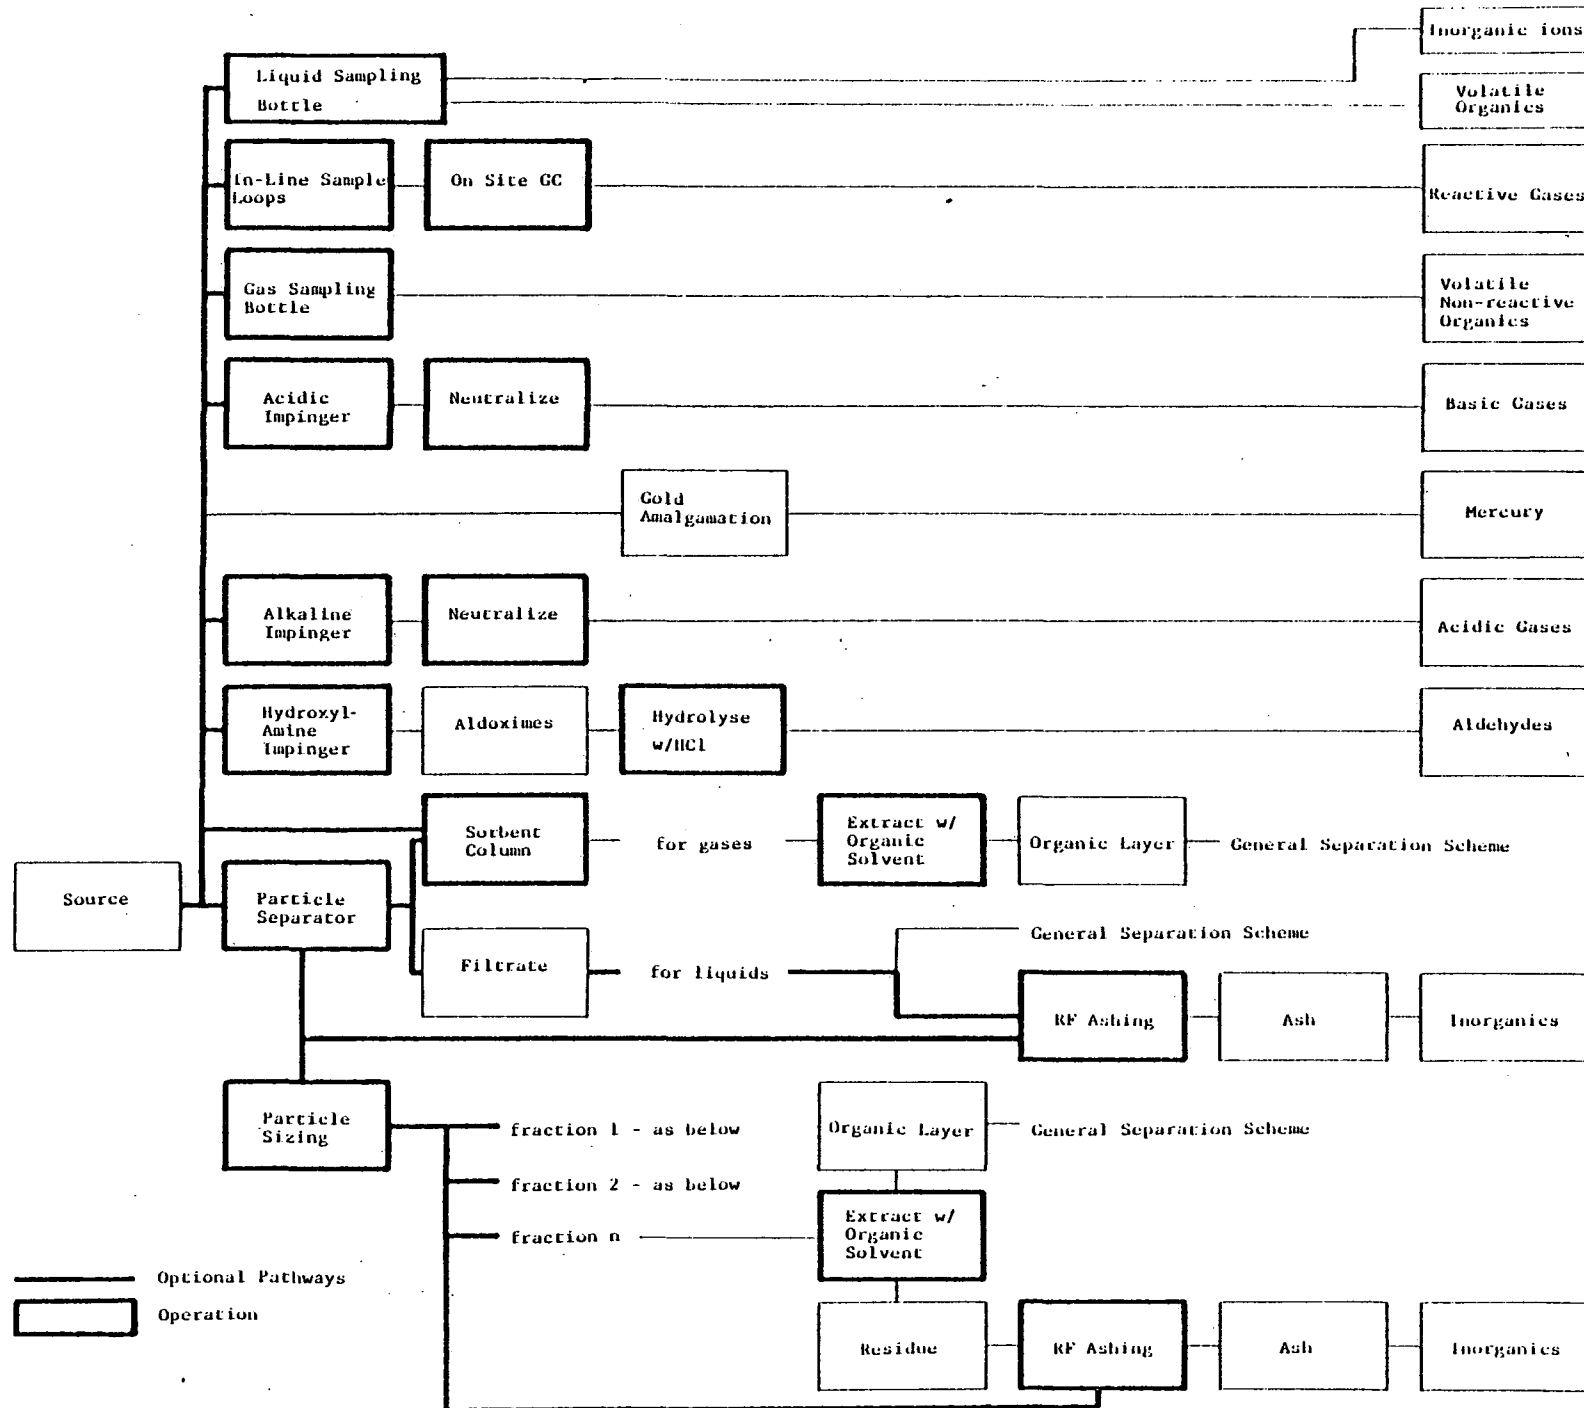 Inorganic ions
Liquid Sampling
Bottle
Volatile
Organics
In-Line Sample
Loops
On Site GC
Reactive Gases
Gas Sampling
Bottle
Volatile
Non-reactive
Organics
Acidic
Impinger
Neutralize
Basic Gases
Gold
Amalgamation
Mercury
Alkaline
Impinger
Neutralize
Acidic Gases
Hydroxyl-
Amine
Impinger
Aldoximes
Hydrolyse
w/HCl
Aldehydes
Sorbent
Column
for gases
Extract w/
Organic
Solvent
Organic Layer
General Separation Scheme
Source
Particle
Separator
Filtrate
for liquids
General Separation Scheme
RF Ashing
Ash
Inorganics
Particle
Sizing
fraction 1 - as below
Organic Layer
General Separation Scheme
fraction 2 - as below
fraction n
Extract w/
Organic
Solvent
Optional Pathways
Operation
Residue
RF Ashing
Ash
Inorganics